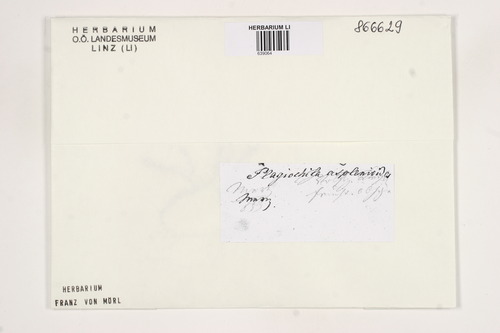 HERBARIUM
O.Ö. LANDESMUSEUM
LINZ (LI)
HERBARIUM LI
866629
Plagiochila asplenioides
HERBARIUM
FRANZ VON MÖRL